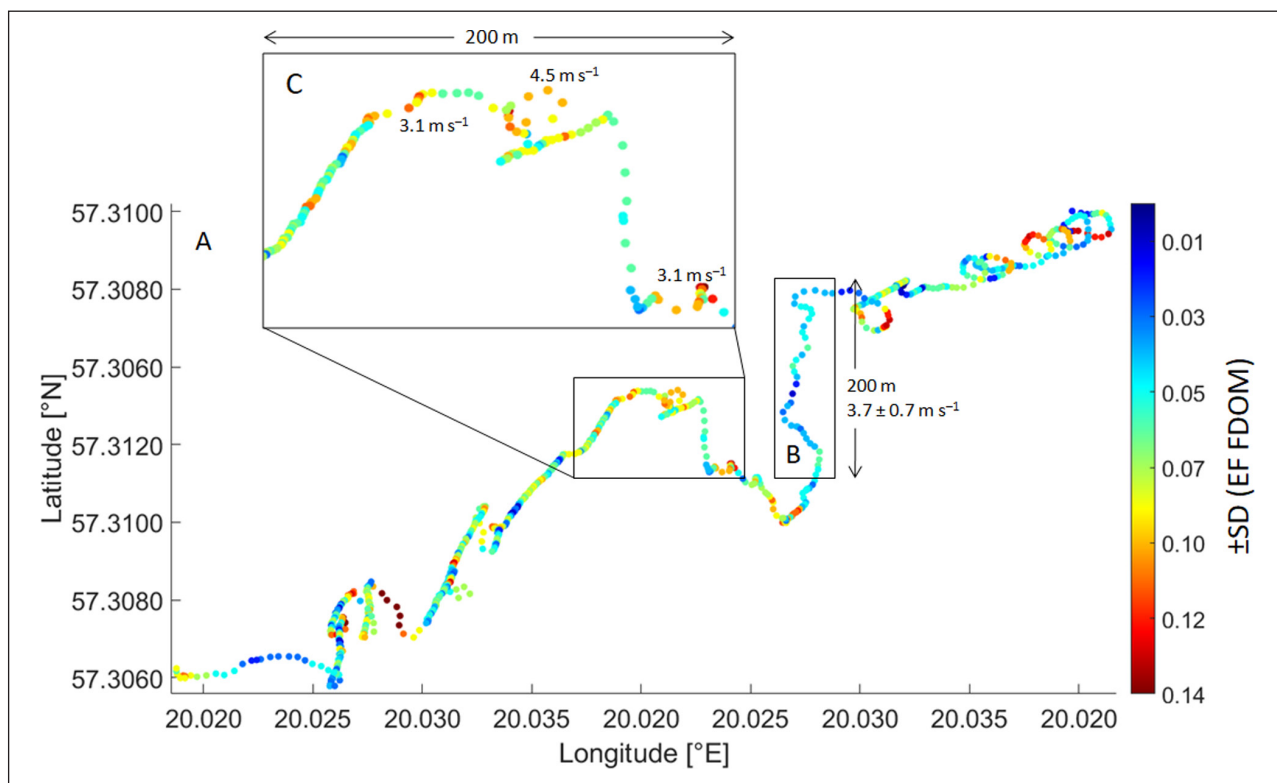 200 m
C
4.5 m s⁻¹
3.1 m s⁻¹
3.1 m s⁻¹
A
57.3100
57.3080
57.3060
57.3120
57.3100
57.3080
57.3060
Latitude [°N]
200 m
3.7 ± 0.7 m s⁻¹
B
0.01
0.03
0.05
0.07
0.10
0.12
0.14
±SD (EF FDOM)
20.020 20.025 20.030 20.035 20.020 20.025 20.030 20.035 20.020
Longitude [°E]